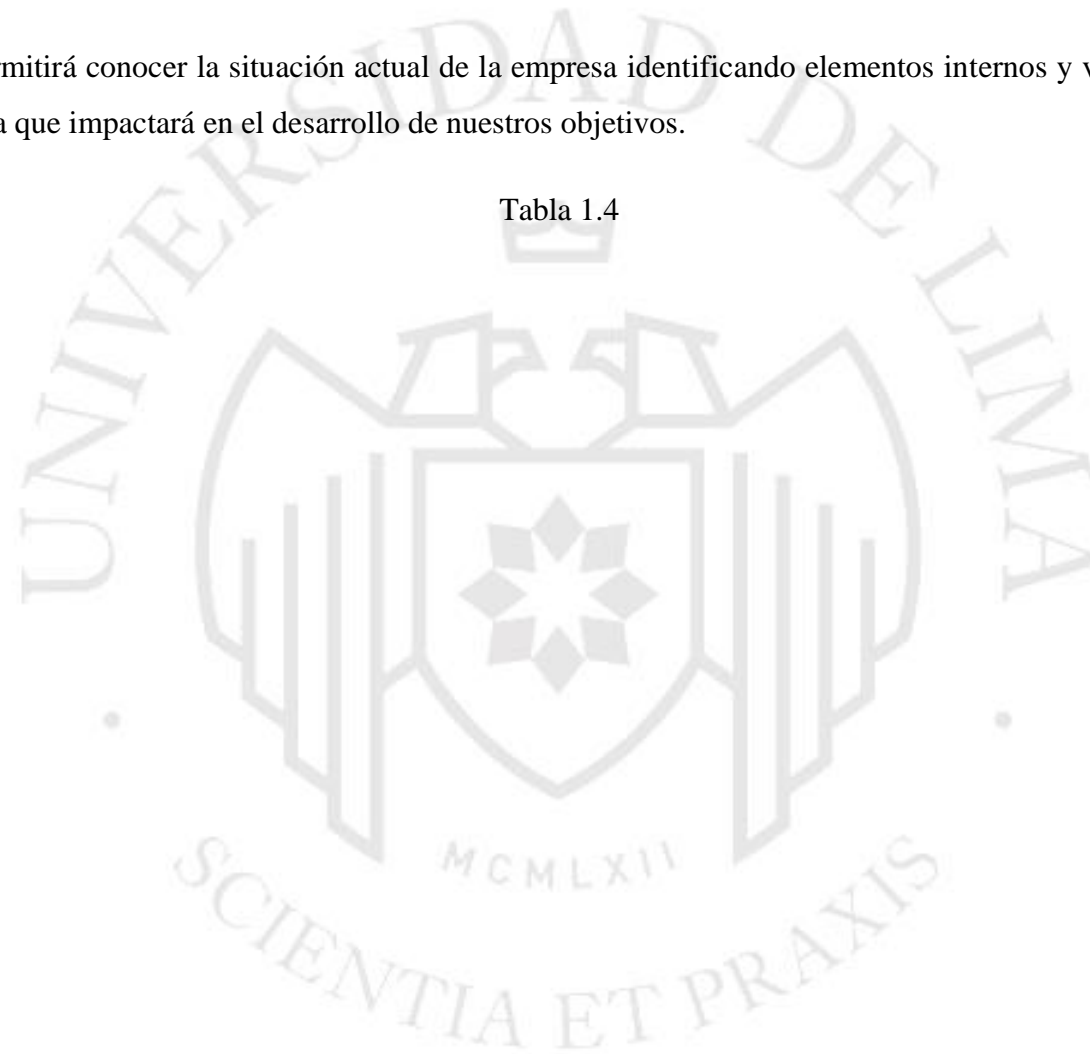 rmitirá conocer la situación actual de la empresa identificando elementos internos y v
a que impactará en el desarrollo de nuestros objetivos.
Tabla 1.4
UNIVERSIDAD DE LIMA
MCMLXII
SCIENTIA ET PRAXIS